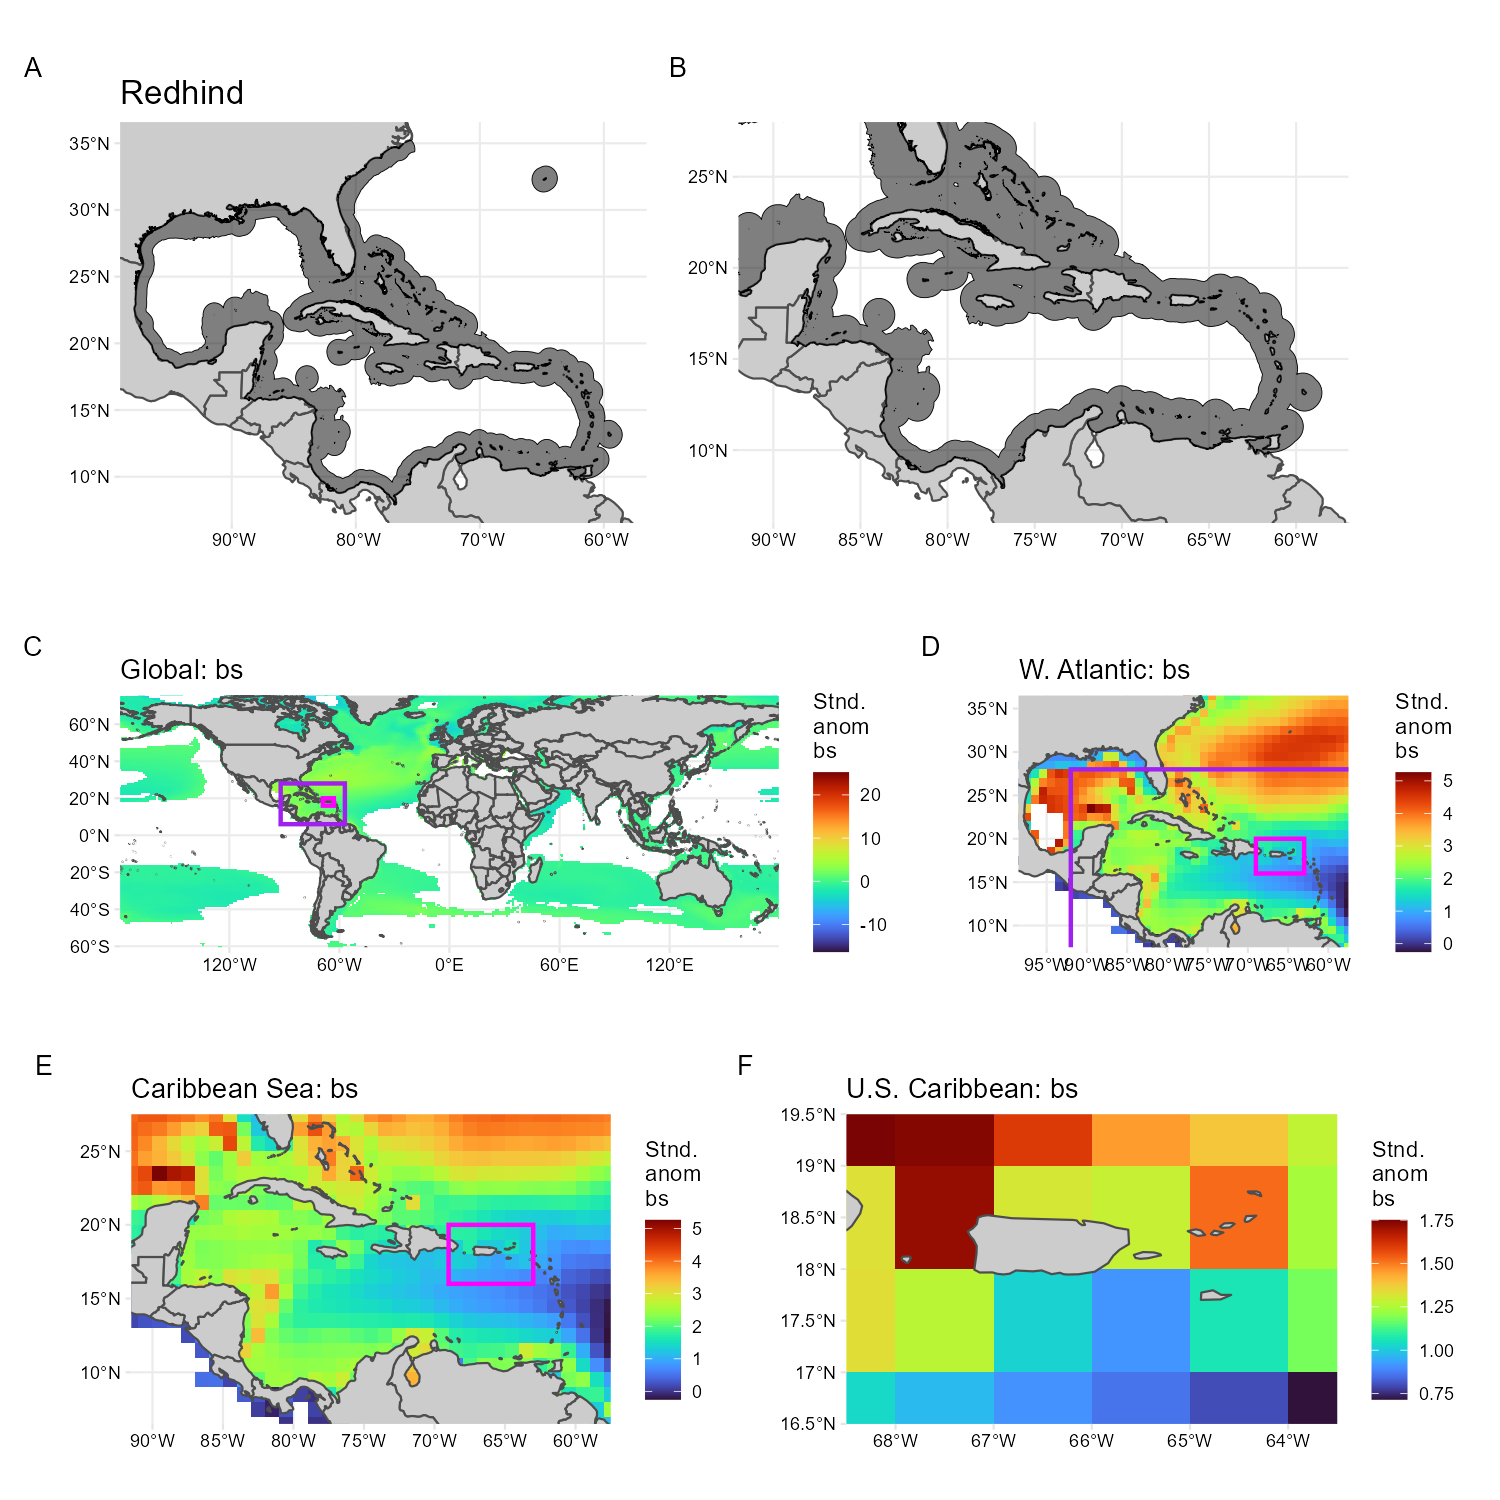 A
B
Redhind
35°N
30°N
25°N
20°N
15°N
10°N
90°W
80°W
70°W
60°W
25°N
20°N
15°N
10°N
90°W
85°W
80°W
75°W
70°W
65°W
60°W
C
D
Global: bs
60°N
40°N
20°N
0°N
20°S
40°S
60°S
120°W
60°W
0°E
60°E
120°E
Stnd.
anom
bs
20
10
0
-10
W. Atlantic: bs
35°N
30°N
25°N
20°N
15°N
10°N
95°W
90°W
85°W
80°W
75°W
70°W
65°W
60°W
Stnd.
anom
bs
5
4
3
2
1
0
E
F
Caribbean Sea: bs
25°N
20°N
15°N
10°N
90°W
85°W
80°W
75°W
70°W
65°W
60°W
Stnd.
anom
bs
5
4
3
2
1
0
U.S. Caribbean: bs
19.5°N
19°N
18.5°N
18°N
17.5°N
17°N
16.5°N
68°W
67°W
66°W
65°W
64°W
Stnd.
anom
bs
1.75
1.50
1.25
1.00
0.75